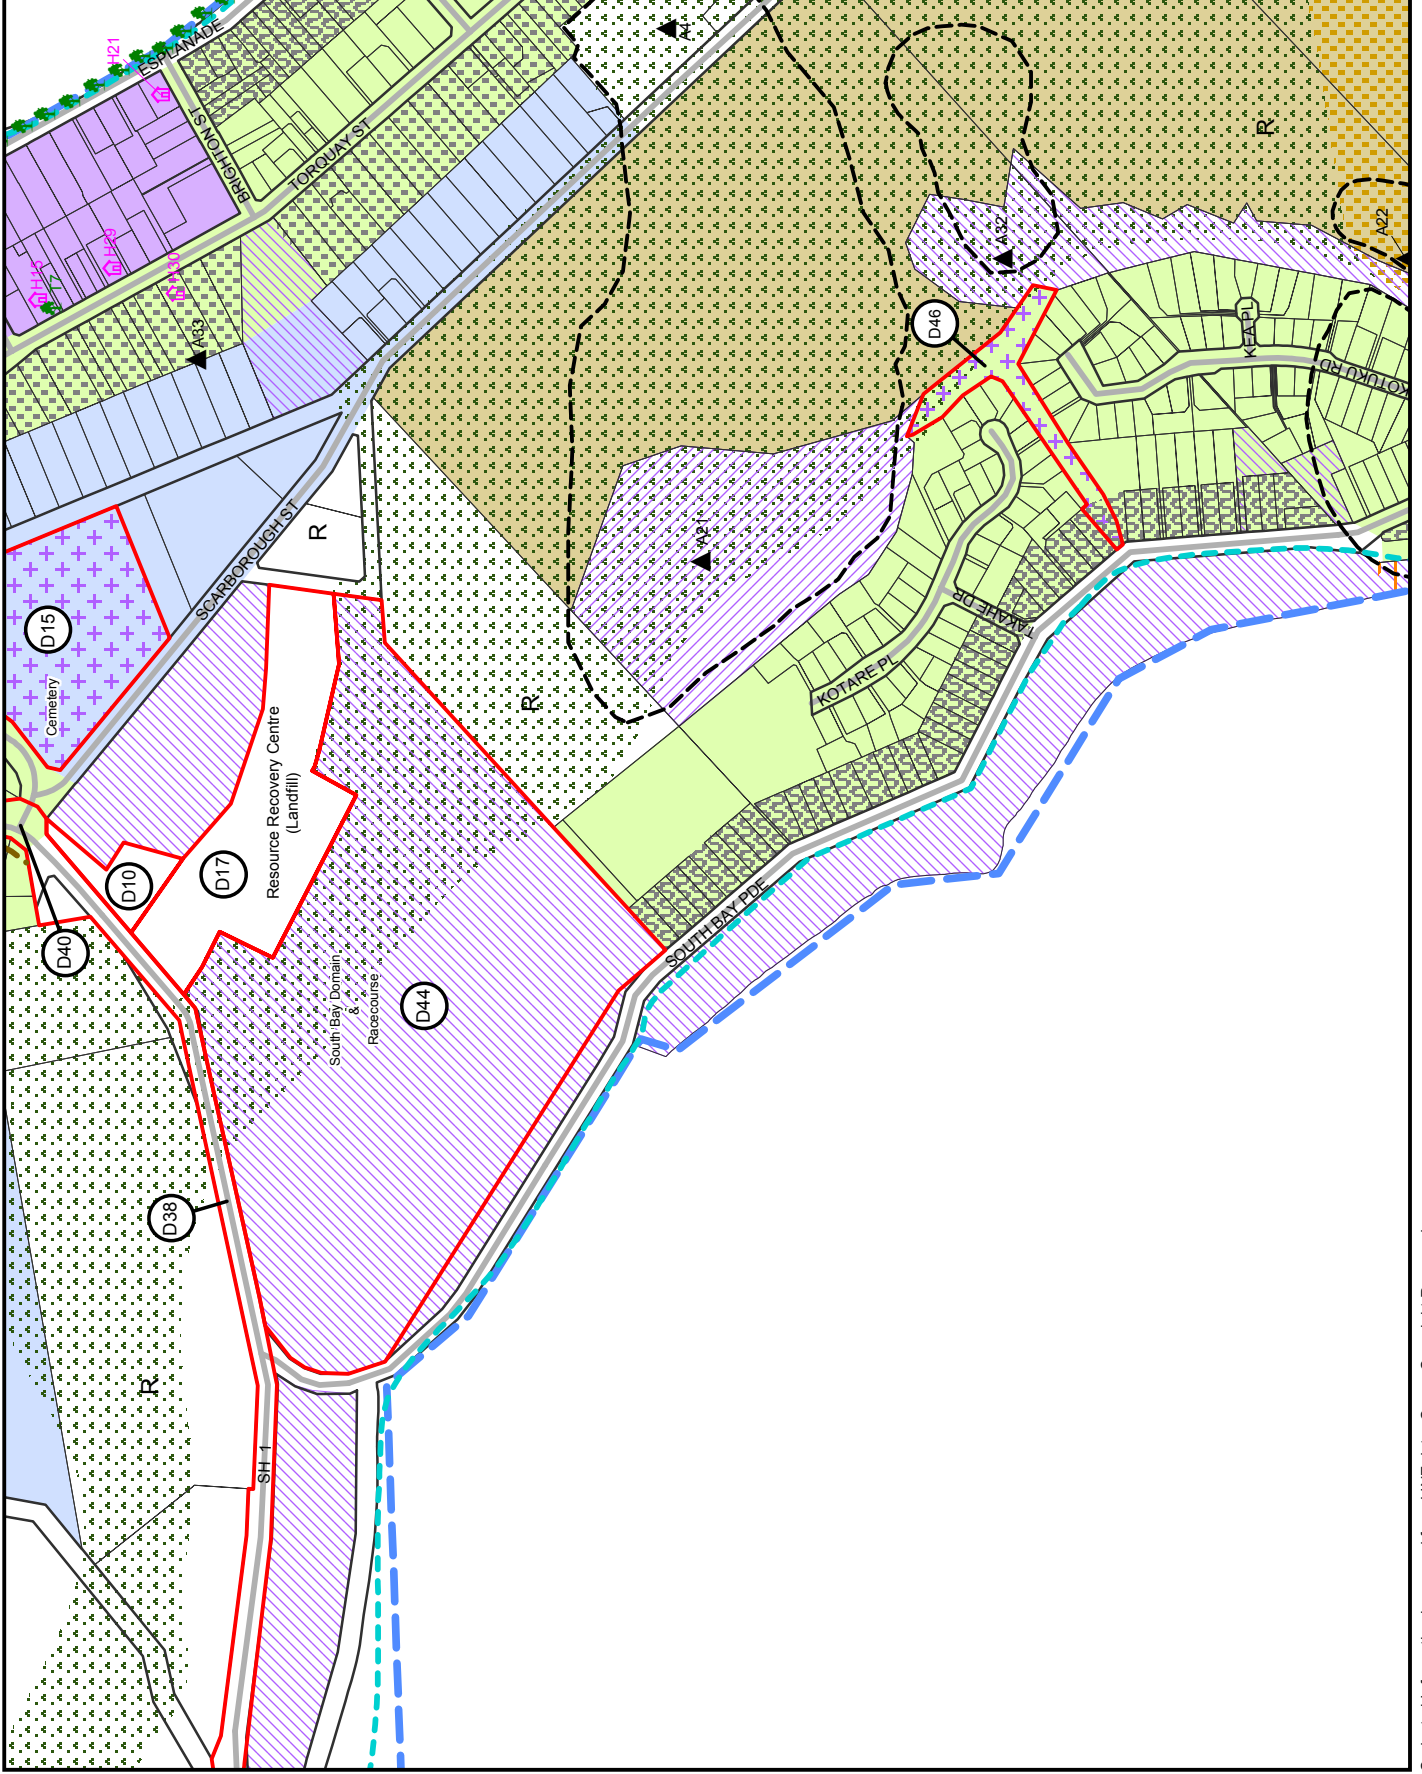 ESPLANADE
H21
BRIGHTON ST
TORQUAY ST
H15
T7
H29
H30
A33
A4
R
A32
A22
D46
KEA PL
KOTUKU RD
SCARBOROUGH ST
R
D15
Cemetery
A21
TAKAHE DR
KOTARE PL
R
Resource Recovery Centre
(Landfill)
D17
D10
D40
SOUTH BAY PDE
South Bay Domain
&
Racecourse
D44
D38
R
SH 1